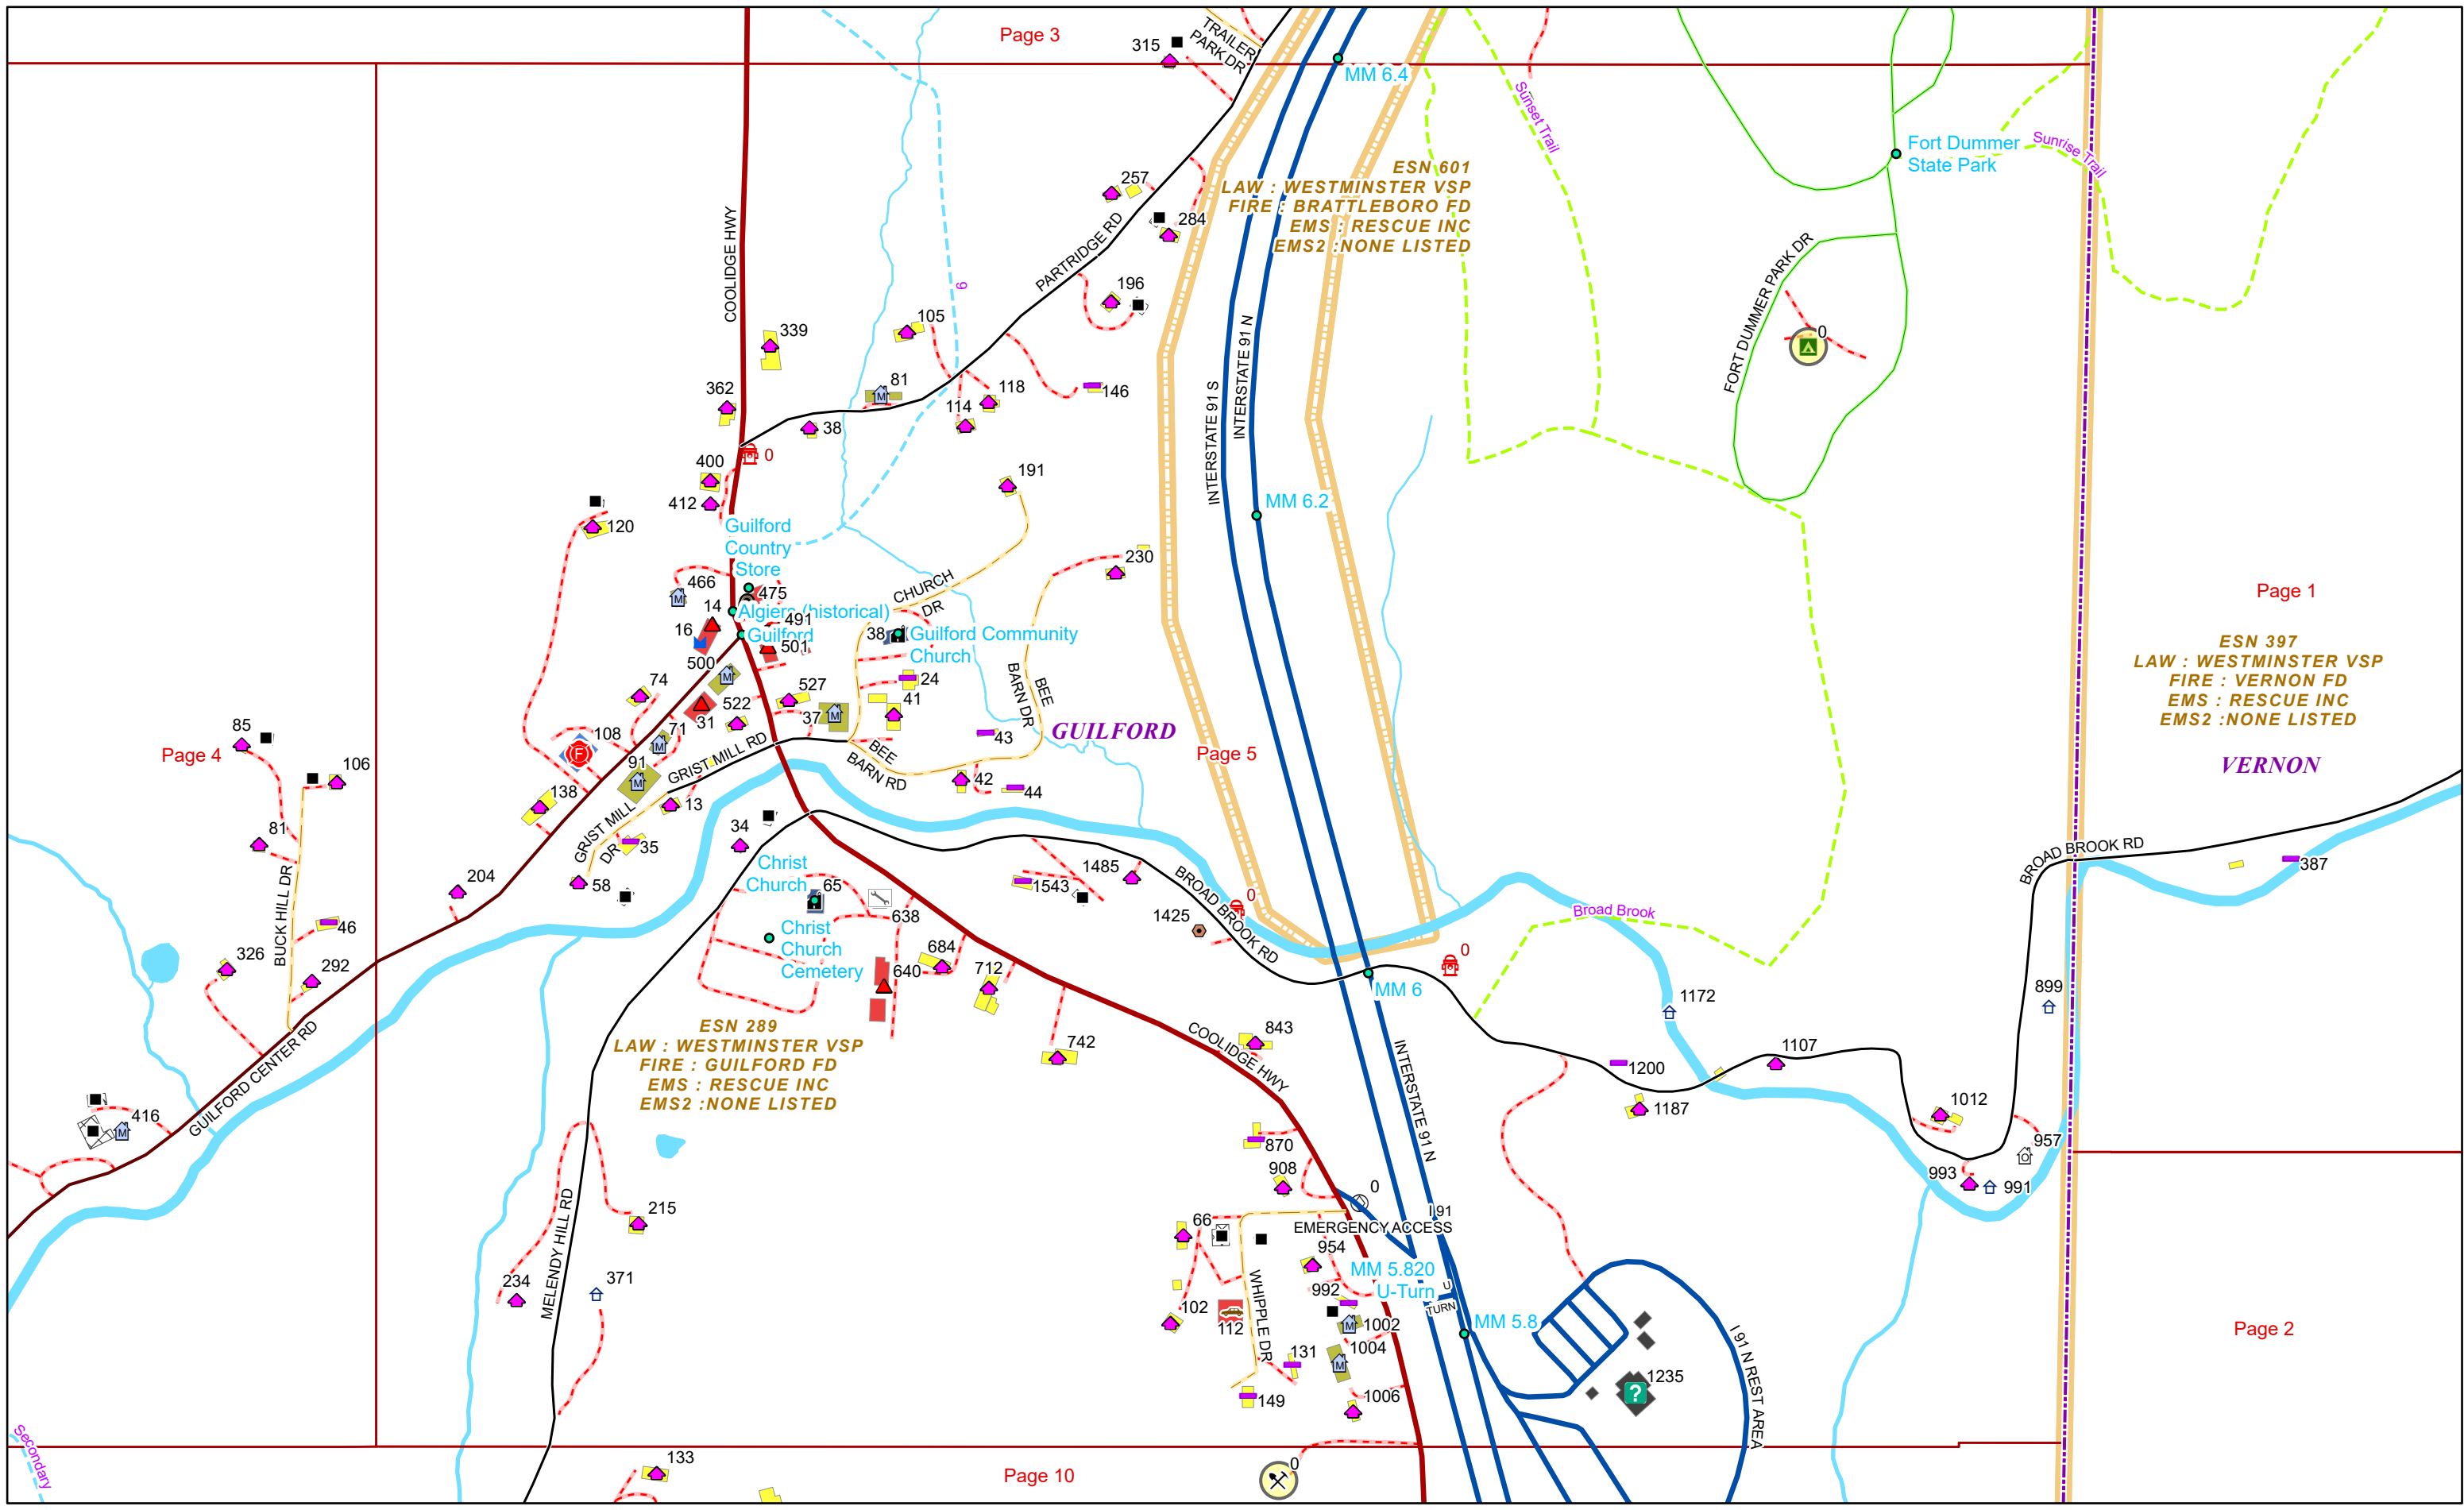 Page 3
315
TRAILER
PARK DR
MM 6.4
Sunset Trail
Fort Dummer
State Park
Sunrise Trail
ESN 601
LAW : WESTMINSTER VSP
FIRE : BRATTLEBORO FD
EMS : RESCUE INC
EMS2 :NONE LISTED
257
284
COOLIDGE HWY
PARTRIDGE RD
196
9
105
339
FORT DUMMER PARK DR
0
INTERSTATE 91 N
INTERSTATE 91 S
362
81
118
146
114
38
0
400
412
191
MM 6.2
120
Guilford
Country
Store
230
466
475
CHURCH
DR
14
Algiers (historical)
491
16
Guilford
501
38
Guilford Community
Church
500
74
24
527
522
31
37
41
BEE
BARN DR
43
GUILFORD
Page 5
Page 1
ESN 397
LAW : WESTMINSTER VSP
FIRE : VERNON FD
EMS : RESCUE INC
EMS2 :NONE LISTED
VERNON
85
Page 4
106
108
F
71
91
GRIST MILL RD
BEE
BARN RD
42
44
138
13
GRIST MILL
DR
35
34
81
58
204
Christ
Church
65
638
1543
1485
BROAD BROOK RD
0
1425
BROAD BROOK RD
387
Broad Brook
BUCK HILL DR
46
326
292
Christ
Church
Cemetery
684
640
712
0
MM 6
1172
899
ESN 289
LAW : WESTMINSTER VSP
FIRE : GUILFORD FD
EMS : RESCUE INC
EMS2 :NONE LISTED
742
COOLIDGE HWY
843
INTERSTATE 91 N
1200
1107
1187
1012
957
993
991
416
GUILFORD CENTER RD
870
908
0
215
MELENDY HILL RD
234
371
66
I 91
EMERGENCY ACCESS
954
MM 5.820
U-Turn
992
U
TURN
MM 5.8
102
112
WHIPPLE DR
1002
1004
131
149
1006
1235
?
I 91 N REST AREA
Page 2
Secondary
133
Page 10
0
M
M
M
M
M
M
M
M
M